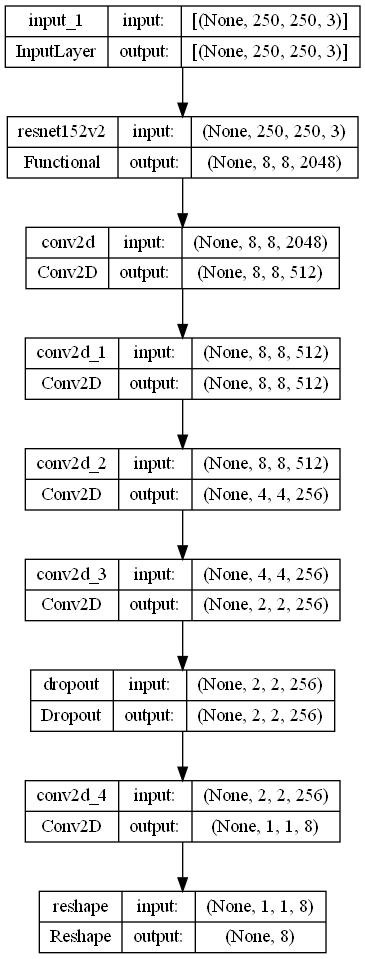 input_1 input: [(None, 250, 250, 3)]
InputLayer output: [(None, 250, 250, 3)]
resnet152v2 input: (None, 250, 250, 3)
Functional output: (None, 8, 8, 2048)
conv2d input: (None, 8, 8, 2048)
Conv2D output: (None, 8, 8, 512)
conv2d_1 input: (None, 8, 8, 512)
Conv2D output: (None, 8, 8, 512)
conv2d_2 input: (None, 8, 8, 512)
Conv2D output: (None, 4, 4, 256)
conv2d_3 input: (None, 4, 4, 256)
Conv2D output: (None, 2, 2, 256)
dropout input: (None, 2, 2, 256)
Dropout output: (None, 2, 2, 256)
conv2d_4 input: (None, 2, 2, 256)
Conv2D output: (None, 1, 1, 8)
reshape input: (None, 1, 1, 8)
Reshape output: (None, 8)